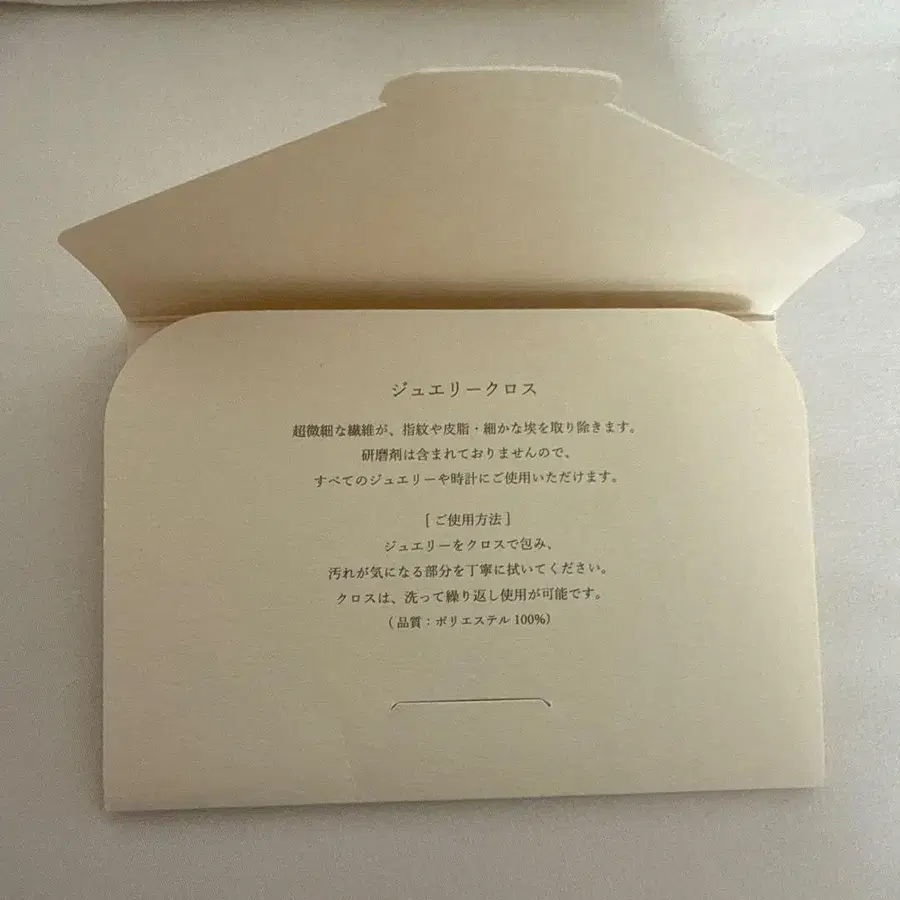 ジュエリークロス
超微細な繊維が、指紋や皮脂・細かな埃を取り除きます。
研磨剤は含まれておりませんので、
すべてのジュエリーや時計にご使用いただけます。
[ ご使用方法 ]
ジュエリーをクロスで包み、
汚れが気になる部分を丁寧に拭いてください。
クロスは、洗って繰り返し使用が可能です。
( 品質：ポリエステル 100%)